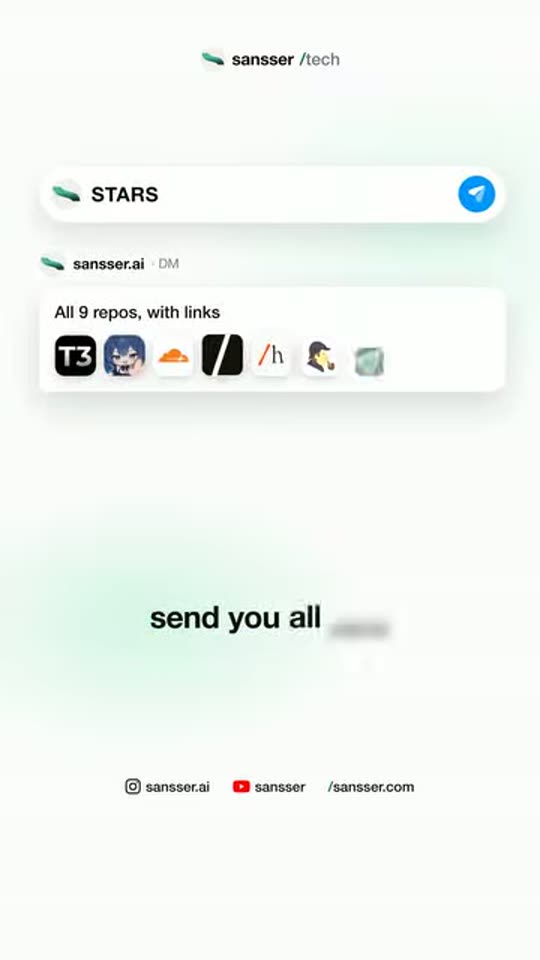 sansser /tech
STARS
sansser.ai · DM
All 9 repos, with links
T3
/h
send you all
sansser.ai sansser /sansser.com